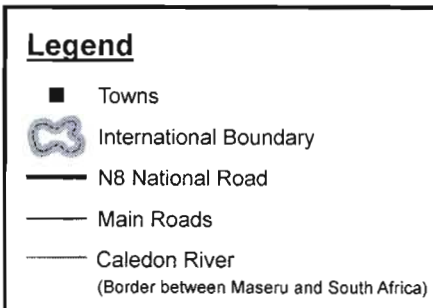 Legend
Towns
International Boundary
N8 National Road
Main Roads
Caledon River
(Border between Maseru and South Africa)